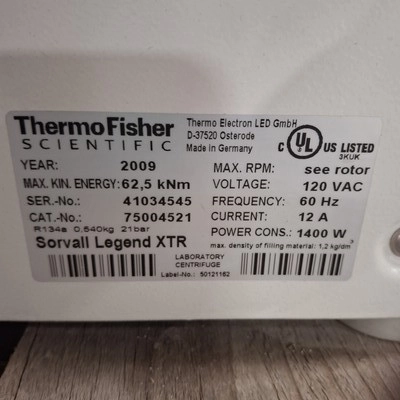 ThermoFisher
SCIENTIFIC
Thermo Electron LED GmbH
D-37520 Osterode
Made in Germany
C UL US LISTED
3KUK
YEAR: 2009
MAX. KIN. ENERGY: 62,5 kNm
SER.-No.: 41034545
CAT.-No.: 75004521
R134a 0,640kg 21bar
Sorvall Legend XTR
MAX. RPM: see rotor
VOLTAGE: 120 VAC
FREQUENCY: 60 Hz
CURRENT: 12 A
POWER CONS.: 1400 W
max. density of filling material: 1,2 kg/dm³
LABORATORY
CENTRIFUGE
Label-No.: 50121162